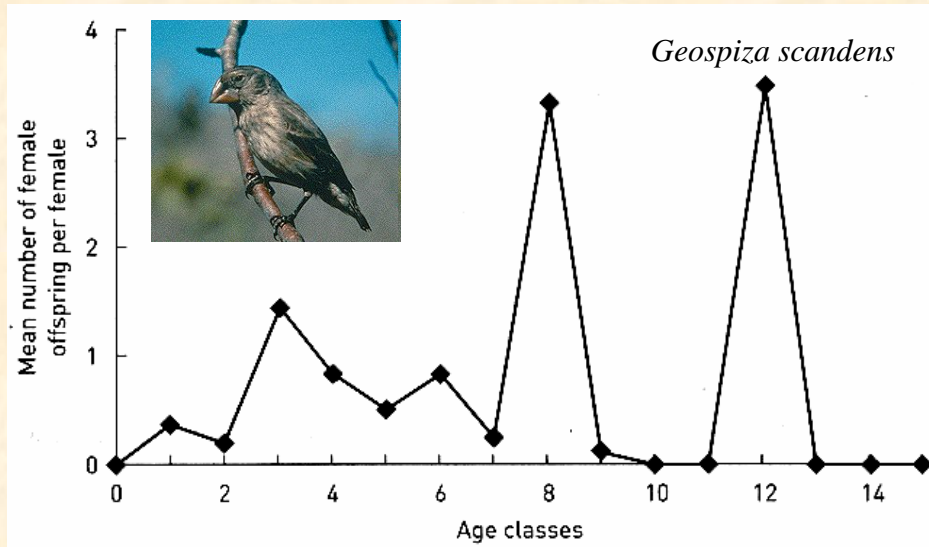 Geospiza scandens
Mean number of female
offspring per female
4
3
2
1
0
0 2 4 6 8 10 12 14
Age classes